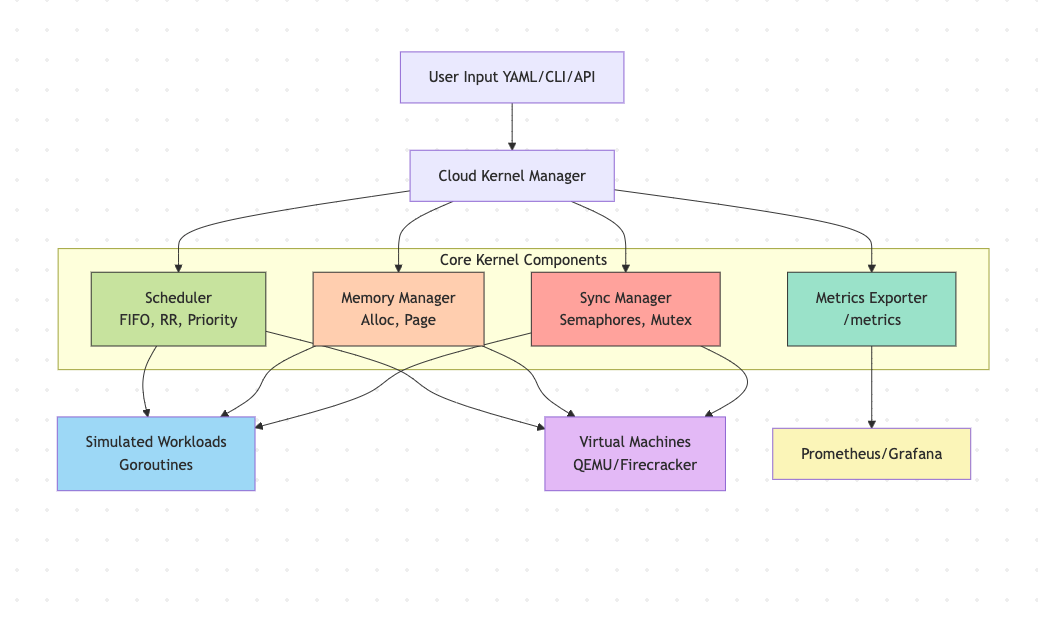 User Input YAML/CLI/API
Cloud Kernel Manager
Core Kernel Components
Scheduler
FIFO, RR, Priority
Memory Manager
Alloc, Page
Sync Manager
Semaphores, Mutex
Metrics Exporter
/metrics
Simulated Workloads
Goroutines
Virtual Machines
QEMU/Firecracker
Prometheus/Grafana